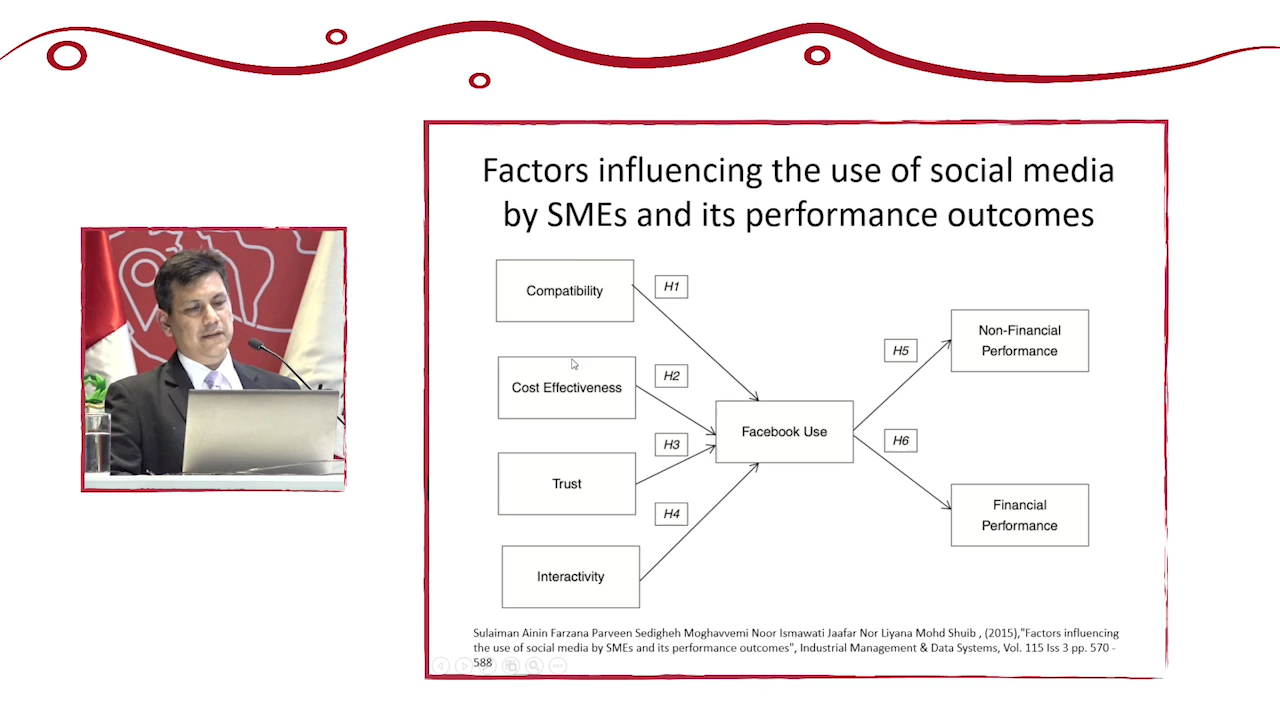 Factors influencing the use of social media
by SMEs and its performance outcomes
Compatibility
H1
Cost Effectiveness
H2
Trust
H3
Interactivity
H4
Facebook Use
H5
Non-Financial
Performance
H6
Financial
Performance
Sulaiman Ainin Farzana Parveen Sedigheh Moghavvemi Noor Ismawati Jaafar Nor Liyana Mohd Shuib , (2015),"Factors influencing
the use of social media by SMEs and its performance outcomes", Industrial Management & Data Systems, Vol. 115 Iss 3 pp. 570 -
588